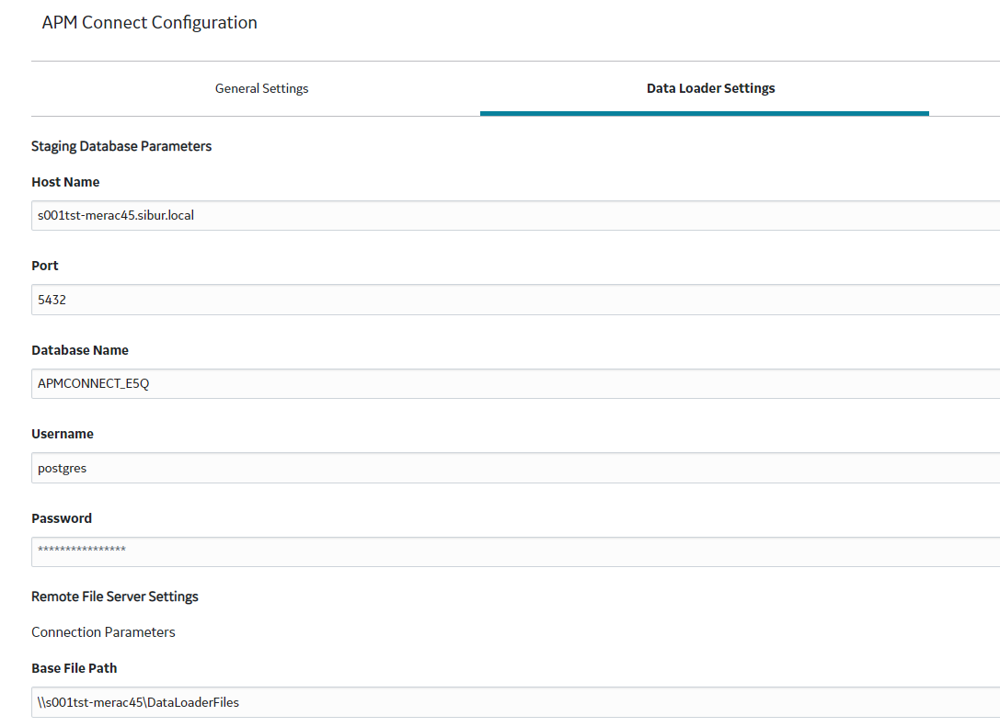 APM Connect Configuration
General Settings
Data Loader Settings
Staging Database Parameters
Host Name
s001tst-merac45.sibur.local
Port
5432
Database Name
APMCONNECT_E5Q
Username
postgres
Password
****************
Remote File Server Settings
Connection Parameters
Base File Path
\\s001tst-merac45\DataLoaderFiles